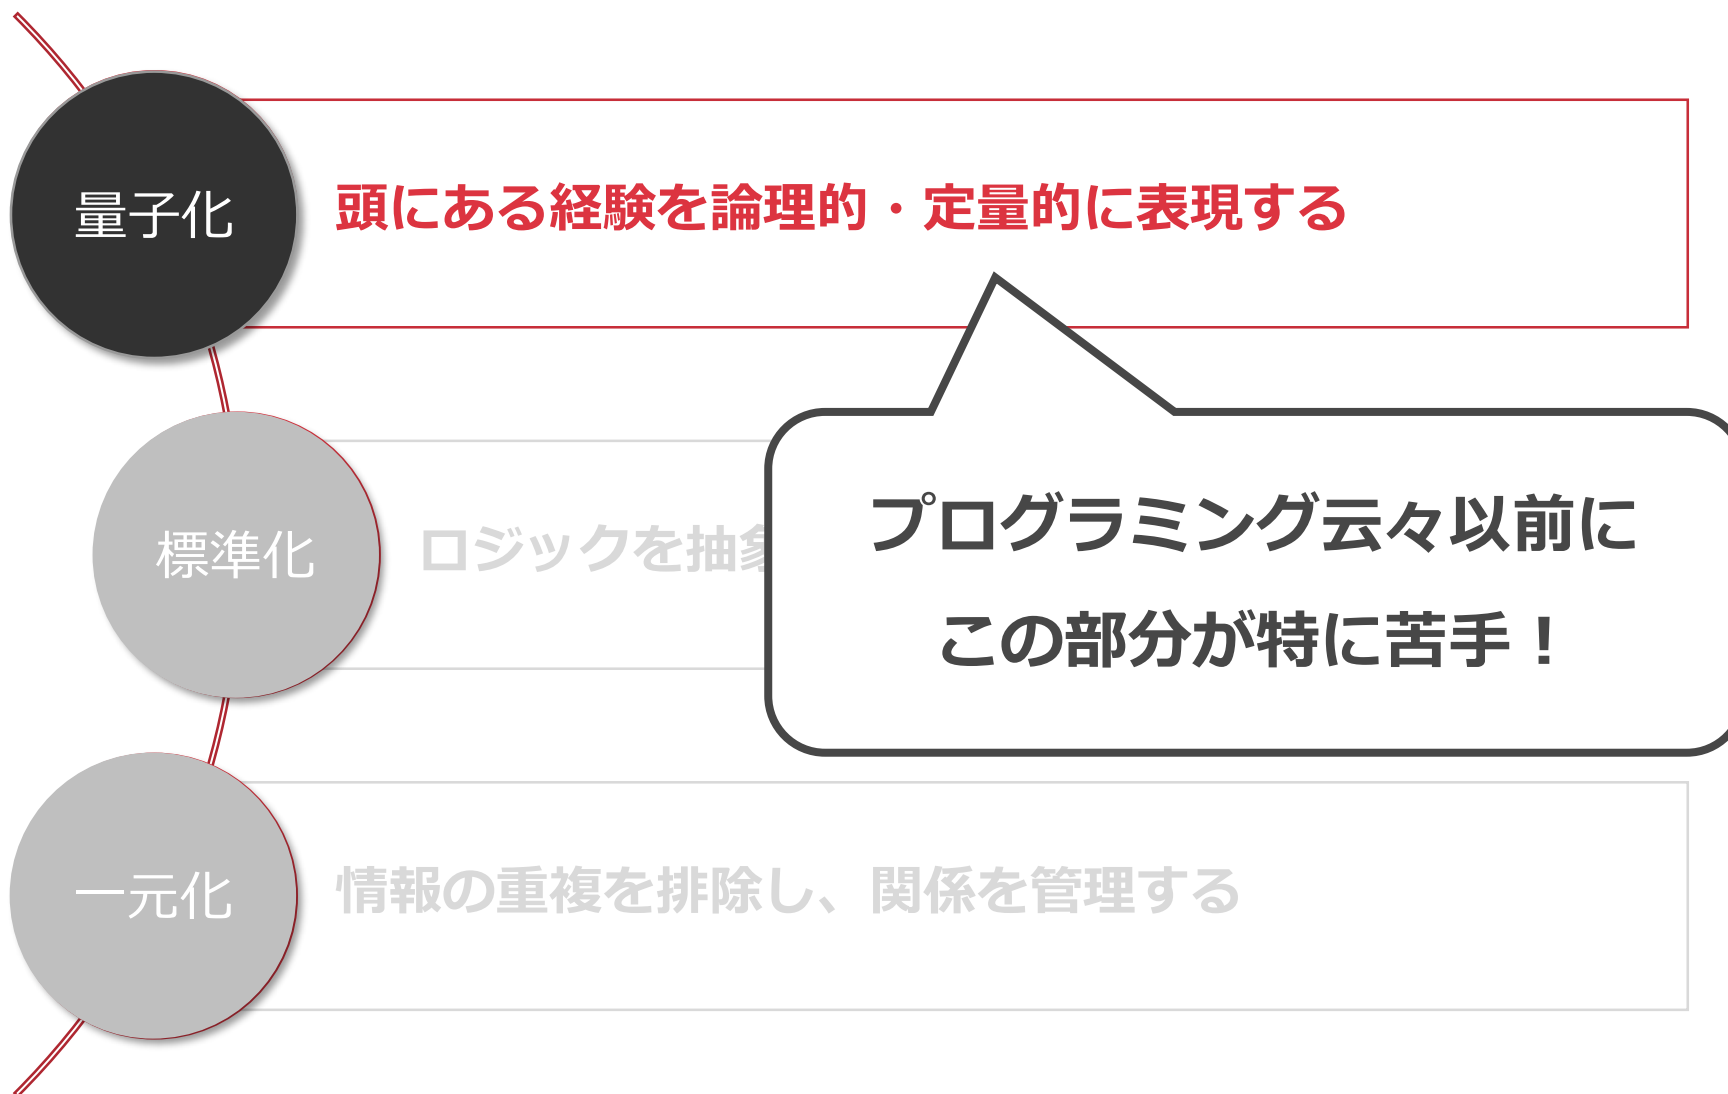 量子化
頭にある経験を論理的・定量的に表現する
プログラミング云々以前に
この部分が特に苦手！
標準化
ロジックを抽象
一元化
情報の重複を排除し、関係を管理する